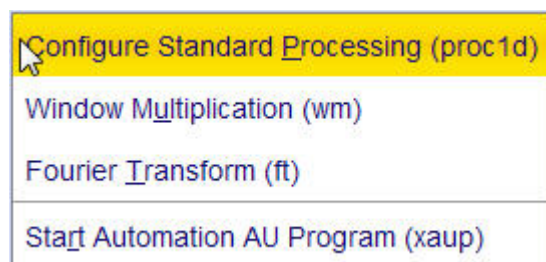 Configure Standard Processing (proc1d)
Window Multiplication (wm)
Fourier Transform (ft)
Start Automation AU Program (xaup)